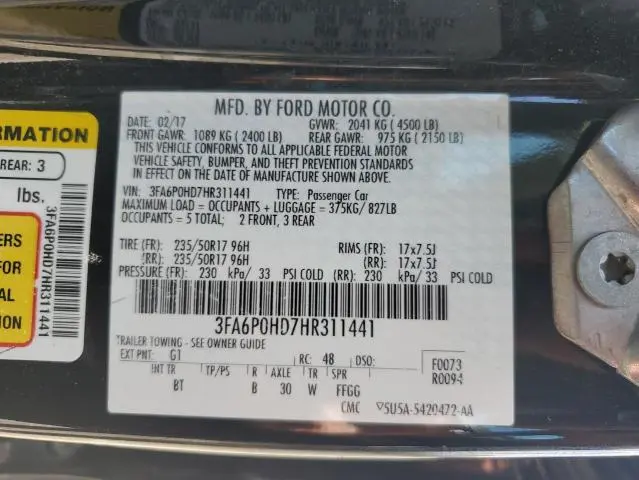 ORMATION
REAR: 3
lbs.
ERS
FOR
AL
TION
3FA6P0HD7HR311441
MFD. BY FORD MOTOR CO.
DATE: 02/17 GVWR: 2041 KG ( 4500 LB)
FRONT GAWR: 1089 KG ( 2400 LB) REAR GAWR: 975 KG ( 2150 LB)
THIS VEHICLE CONFORMS TO ALL APPLICABLE FEDERAL MOTOR
VEHICLE SAFETY, BUMPER, AND THEFT PREVENTION STANDARDS
IN EFFECT ON THE DATE OF MANUFACTURE SHOWN ABOVE.
VIN: 3FA6P0HD7HR311441 TYPE: Passenger Car
MAXIMUM LOAD = OCCUPANTS + LUGGAGE = 375KG/ 827LB
OCCUPANTS = 5 TOTAL; 2 FRONT, 3 REAR
TIRE (FR): 235/50R17 96H RIMS (FR): 17x7.5J
(RR): 235/50R17 96H (RR): 17x7.5J
PRESSURE (FR): 230 kPa/ 33 PSI COLD (RR): 230 kPa/ 33 PSI COLD
3FA6P0HD7HR311441
TRAILER TOWING - SEE OWNER GUIDE
EXT PNT: G1 RC: 48 DSO: F0073
INT TR TP/PS R AXLE TR SPR R0094
BT B 30 W FFGG
CMC ▽SU5A-5420472-AA